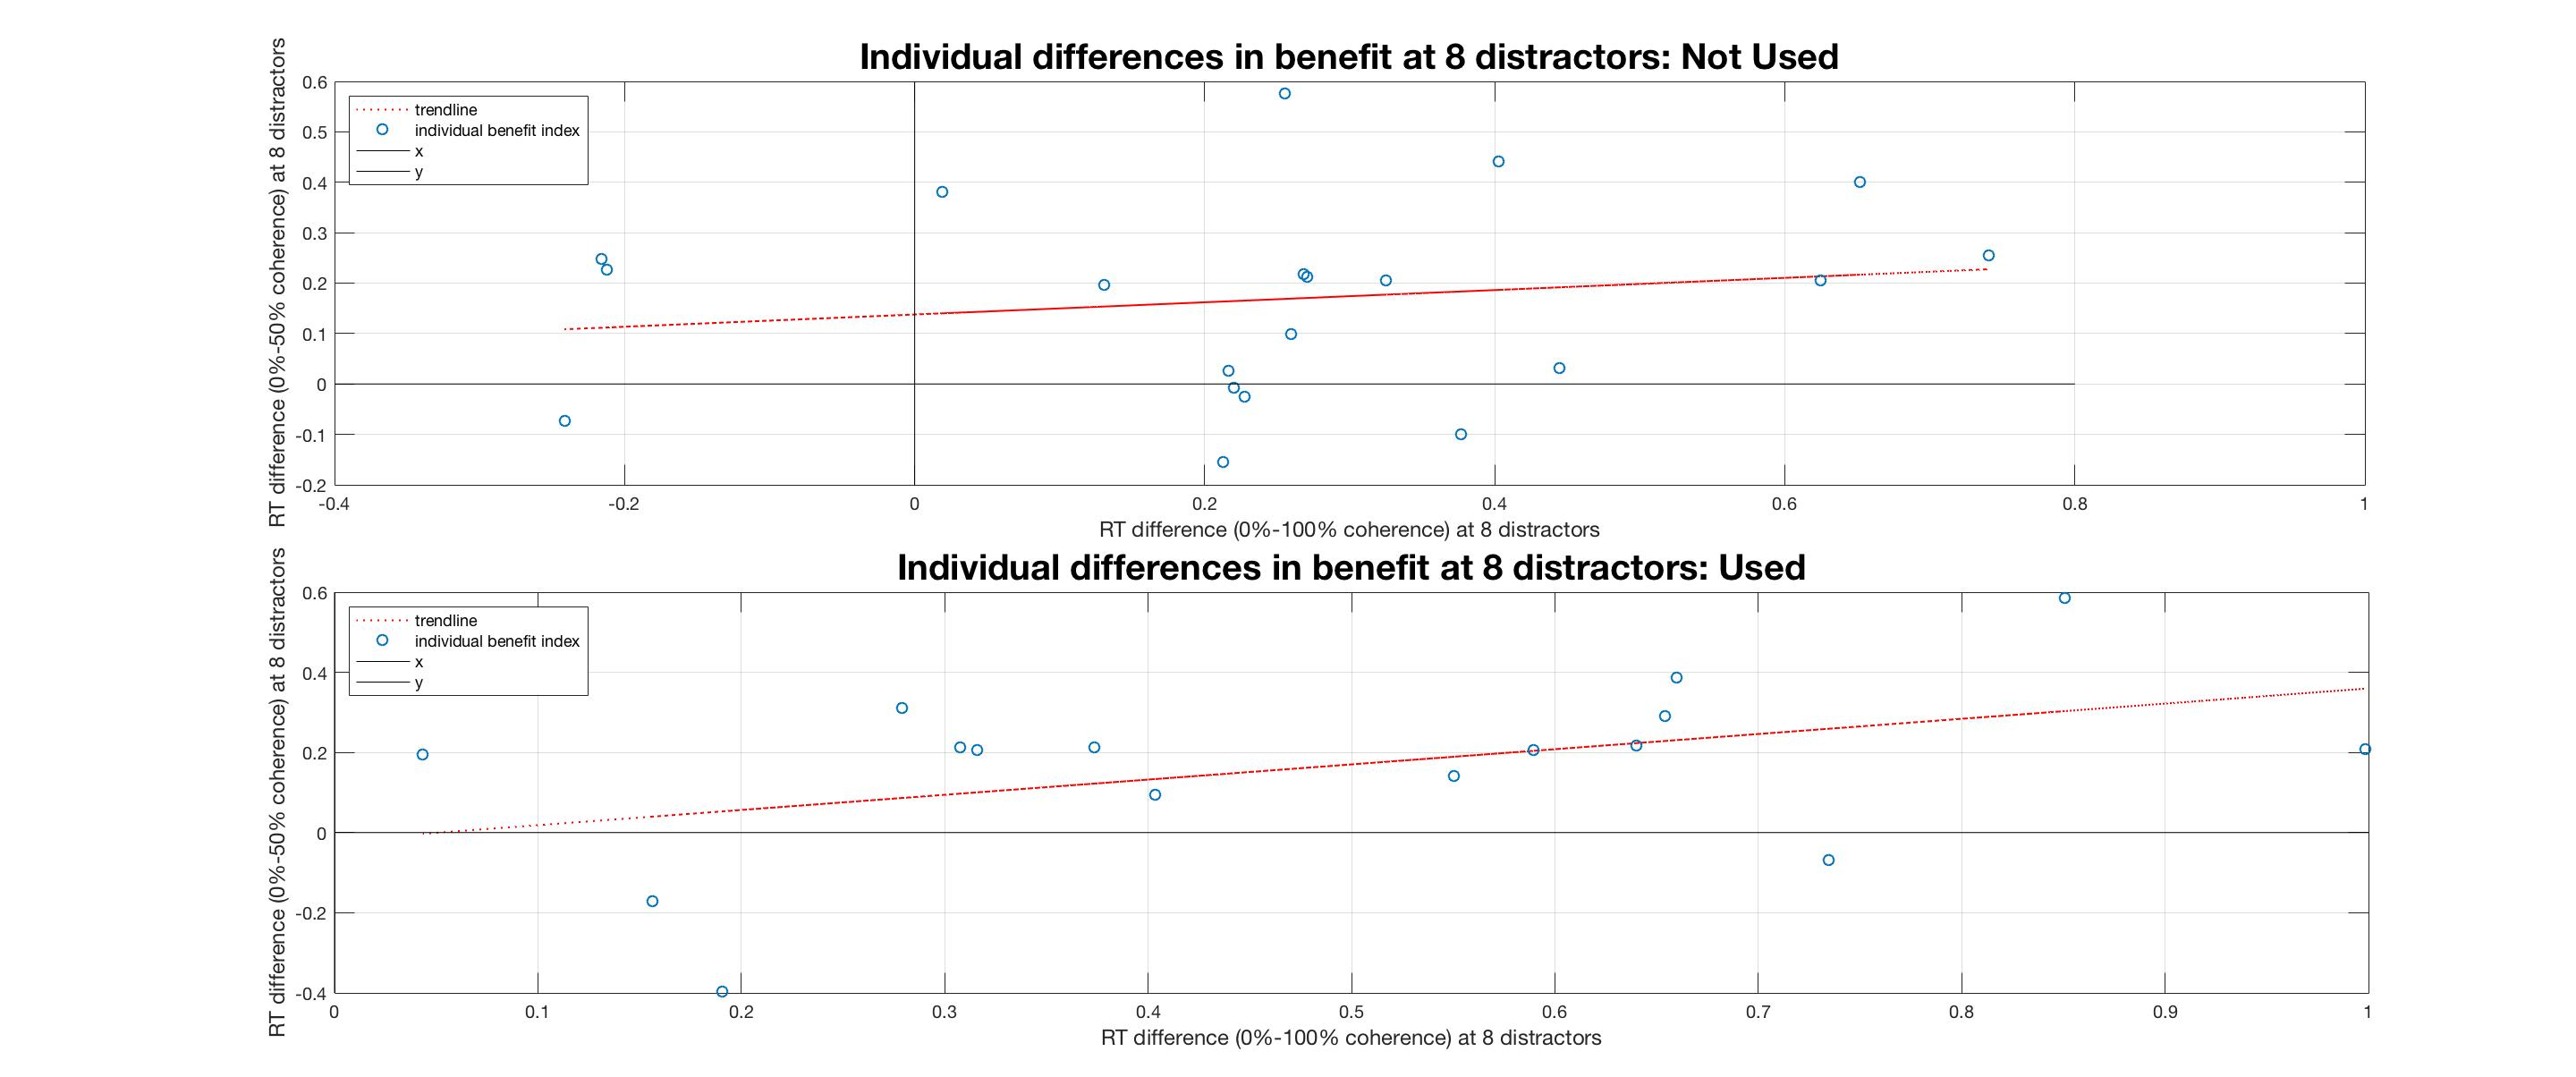 Individual differences in benefit at 8 distractors: Not Used
RT difference (0%-50% coherence) at 8 distractors
0.6
0.5
0.4
0.3
0.2
0.1
0
-0.1
-0.2
trendline
individual benefit index
x
y
-0.4 -0.2 0 0.2 0.4 0.6 0.8 1
RT difference (0%-100% coherence) at 8 distractors
Individual differences in benefit at 8 distractors: Used
RT difference (0%-50% coherence) at 8 distractors
0.6
0.4
0.2
0
-0.2
-0.4
trendline
individual benefit index
x
y
0 0.1 0.2 0.3 0.4 0.5 0.6 0.7 0.8 0.9 1
RT difference (0%-100% coherence) at 8 distractors